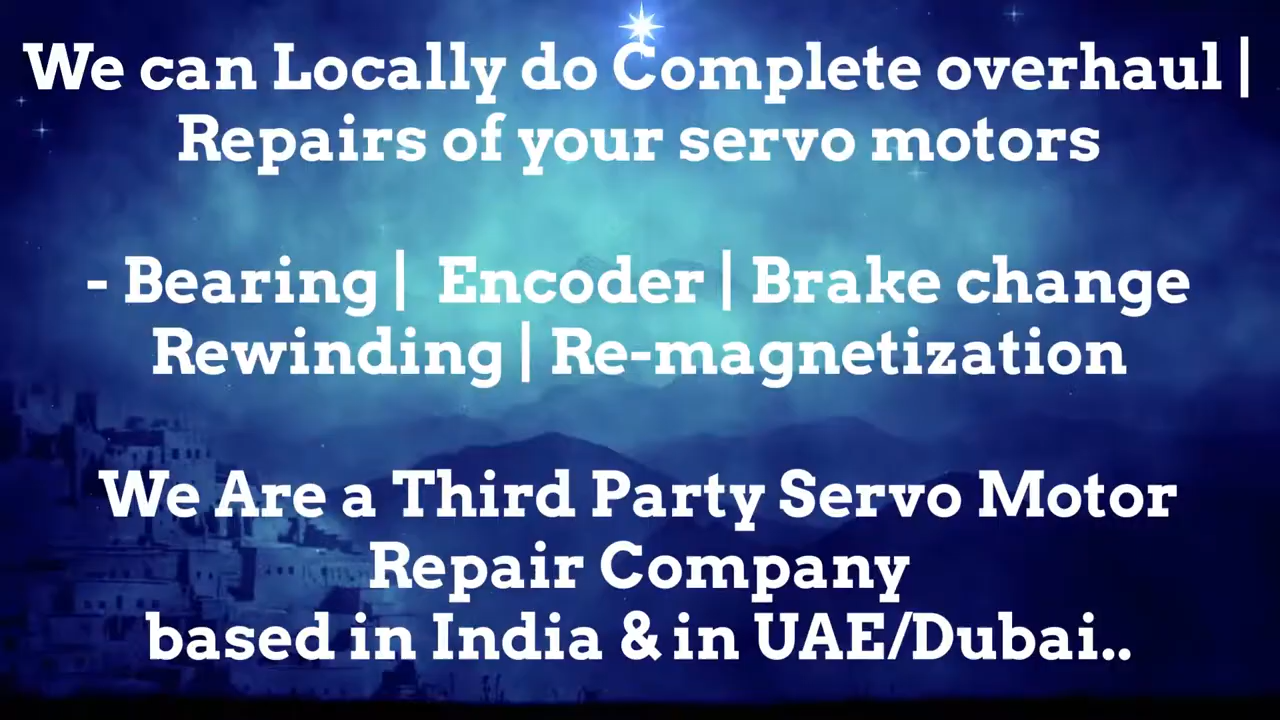 We can Locally do Complete overhaul |
Repairs of your servo motors
- Bearing | Encoder | Brake change
Rewinding | Re-magnetization
We Are a Third Party Servo Motor
Repair Company
based in India & in UAE/Dubai..